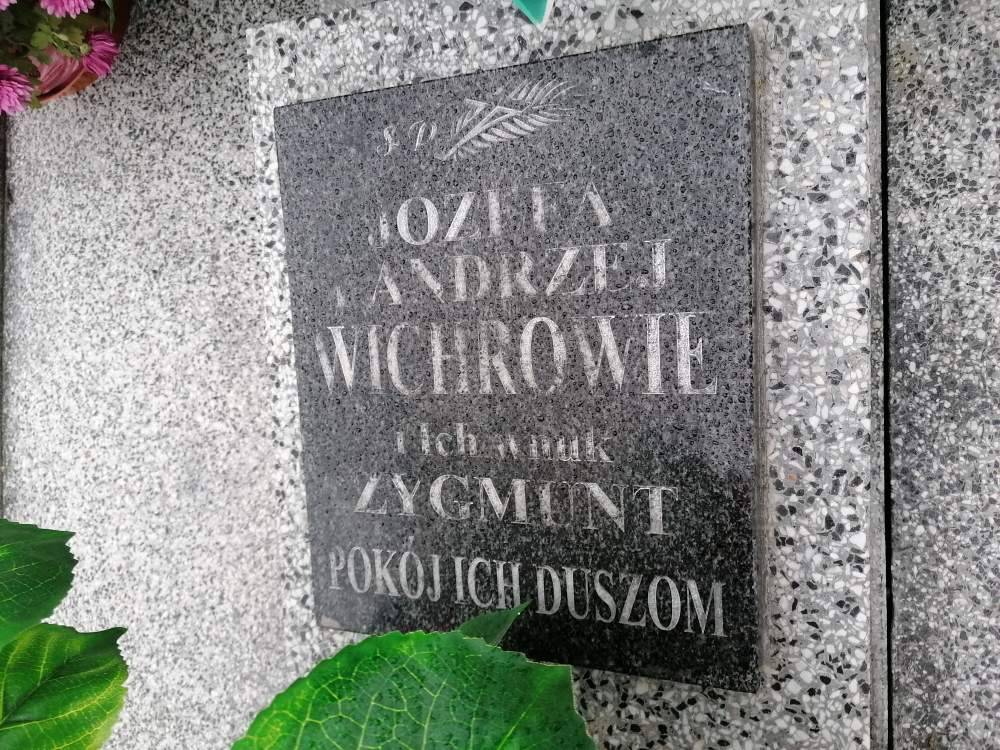 Ś P
JÓZEFA
I ANDRZEJ
WICHROWIE
i Ich wnuk
ZYGMUNT
POKÓJ ICH DUSZOM